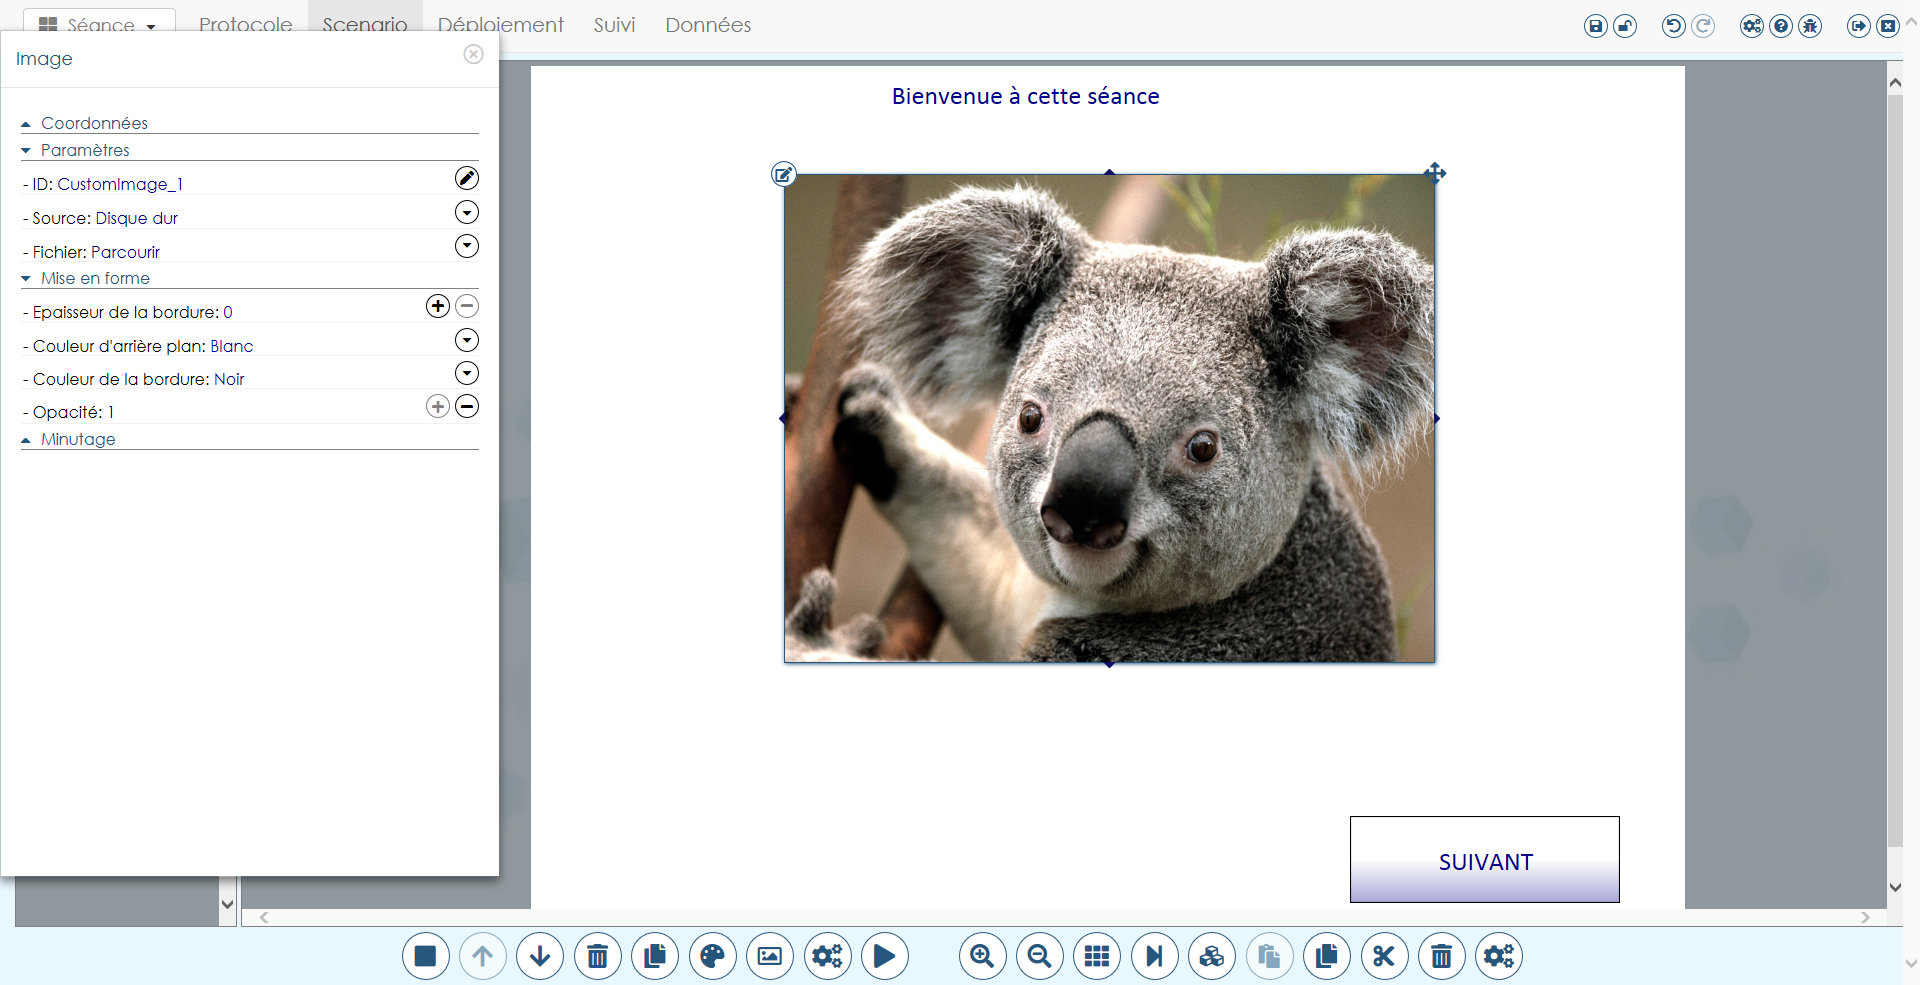 Séance
Protocole
Scenario
Déploiement
Suivi
Données
Image
Coordonnées
Paramètres
- ID: CustomImage_1
- Source: Disque dur
- Fichier: Parcourir
Mise en forme
- Epaisseur de la bordure: 0
- Couleur d'arrière plan: Blanc
- Couleur de la bordure: Noir
- Opacité: 1
Minutage
Bienvenue à cette séance
SUIVANT